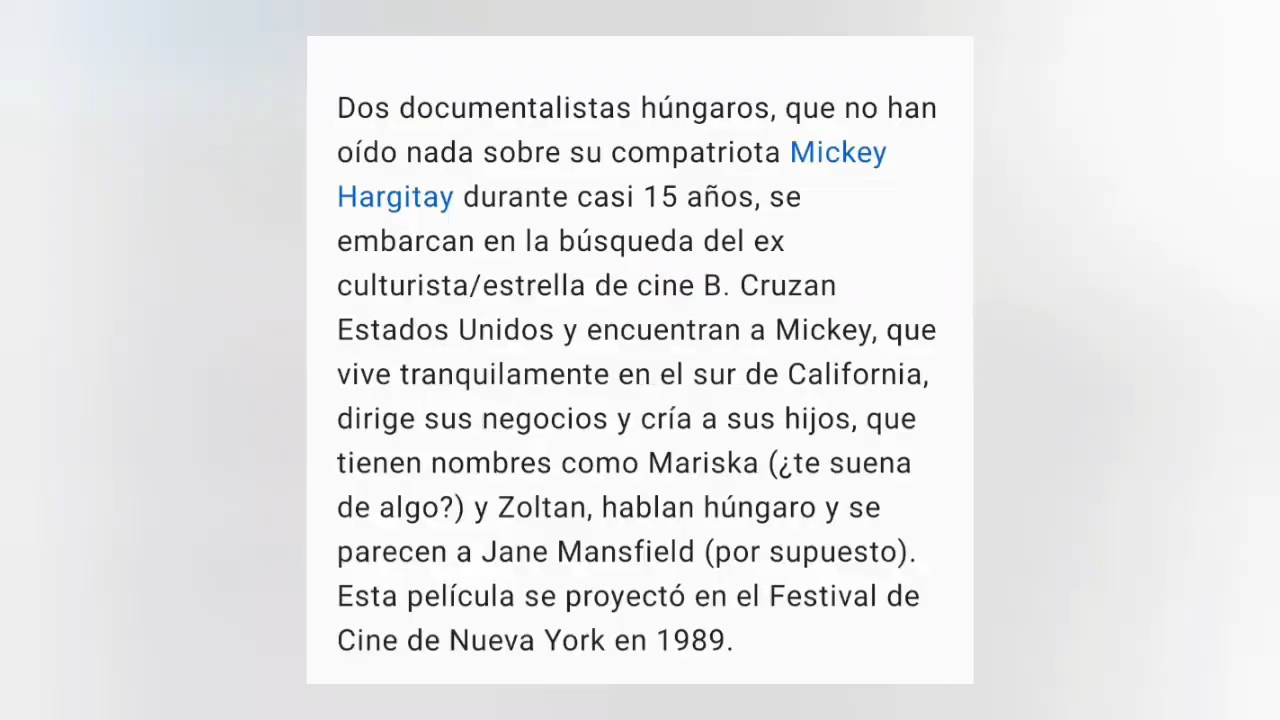 Dos documentalistas húngaros, que no han
oído nada sobre su compatriota Mickey
Hargitay durante casi 15 años, se
embarcan en la búsqueda del ex
culturista/estrella de cine B. Cruzan
Estados Unidos y encuentran a Mickey, que
vive tranquilamente en el sur de California,
dirige sus negocios y cría a sus hijos, que
tienen nombres como Mariska (¿te suena
de algo?) y Zoltan, hablan húngaro y se
parecen a Jane Mansfield (por supuesto).
Esta película se proyectó en el Festival de
Cine de Nueva York en 1989.